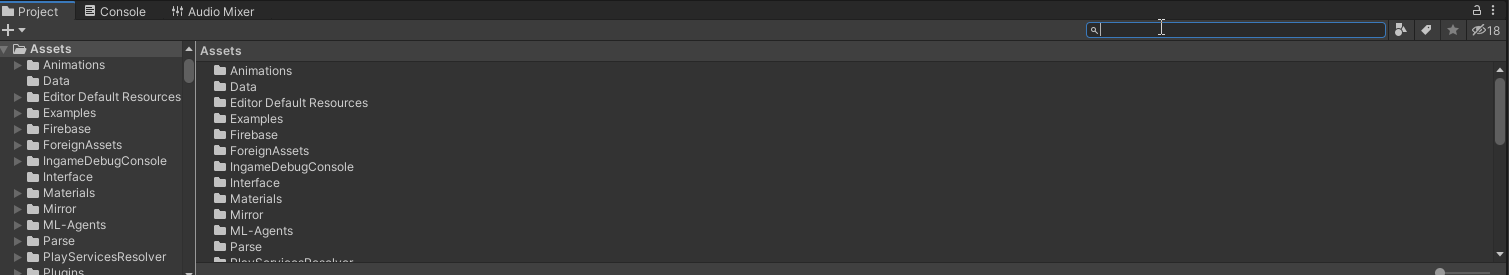 Project Console Audio Mixer
18
Assets
Animations
Data
Editor Default Resources
Examples
Firebase
ForeignAssets
IngameDebugConsole
Interface
Materials
Mirror
ML-Agents
Parse
PlayServicesResolver
Plugins
Assets
Animations
Data
Editor Default Resources
Examples
Firebase
ForeignAssets
IngameDebugConsole
Interface
Materials
Mirror
ML-Agents
Parse
PlayServicesResolver